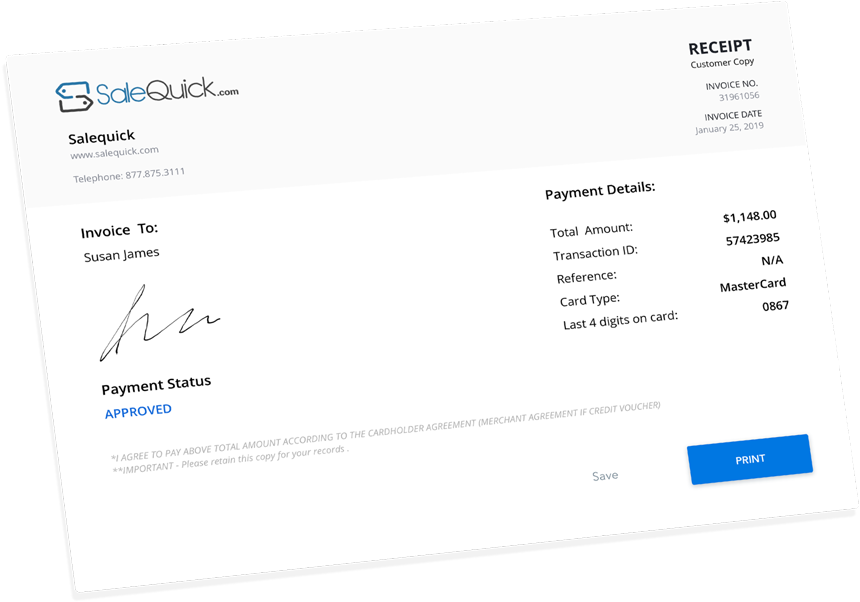 SaleQuick.com
Salequick
www.salequick.com
Telephone: 877.875.3111
RECEIPT
Customer Copy
INVOICE NO.
31961056
INVOICE DATE
January 25, 2019
Invoice To:
Susan James
Payment Status
APPROVED
Payment Details:
Total Amount: $1,148.00
Transaction ID: 57423985
Reference: N/A
Card Type: MasterCard
Last 4 digits on card: 0867
*I AGREE TO PAY ABOVE TOTAL AMOUNT ACCORDING TO THE CARDHOLDER AGREEMENT (MERCHANT AGREEMENT IF CREDIT VOUCHER)
**IMPORTANT - Please retain this copy for your records .
Save
PRINT